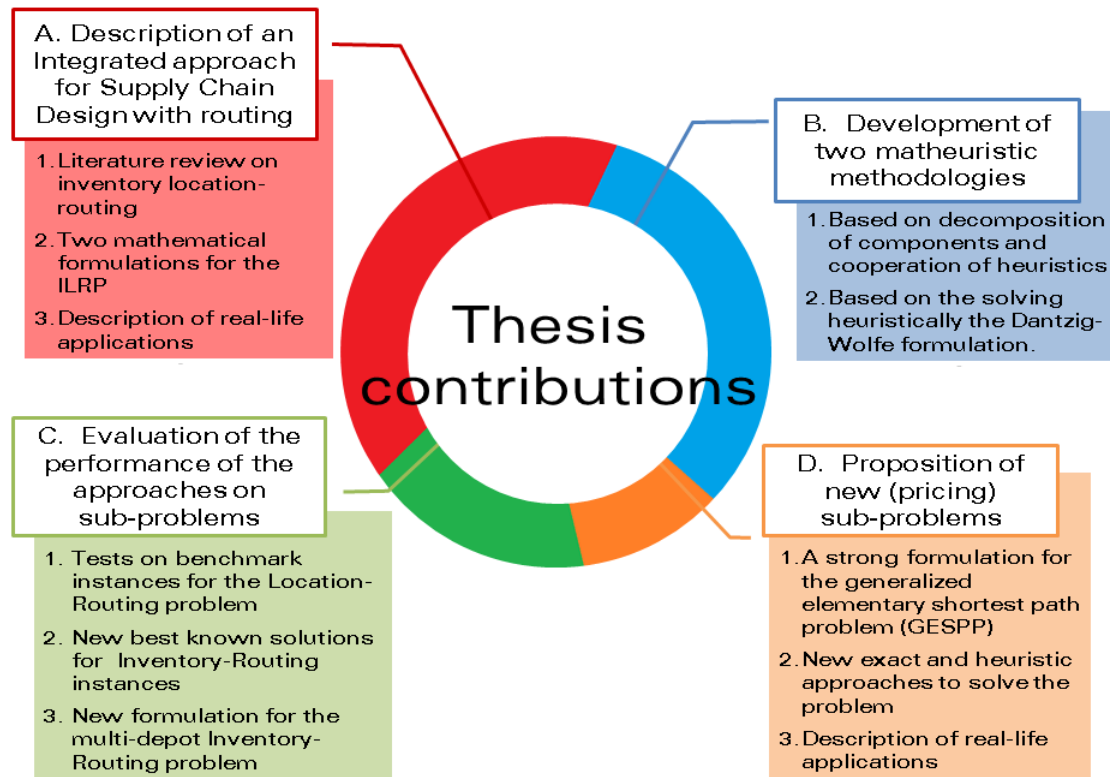 A. Description of an
Integrated approach
for Supply Chain
Design with routing
1. Literature review on
inventory location-
routing
2. Two mathematical
formulations for the
ILRP
3. Description of real-life
applications
B. Development of
two matheuristic
methodologies
1. Based on decomposition
of components and
cooperation of heuristics
2. Based on the solving
heuristically the Dantzig-
Wolfe formulation.
Thesis
contributions
C. Evaluation of the
performance of the
approaches on
sub-problems
1. Tests on benchmark
instances for the Location-
Routing problem
2. New best known solutions
for Inventory-Routing
instances
3. New formulation for the
multi-depot Inventory-
Routing problem
D. Proposition of
new (pricing)
sub-problems
1. A strong formulation for
the generalized
elementary shortest path
problem (GESPP)
2. New exact and heuristic
approaches to solve the
problem
3. Description of real-life
applications